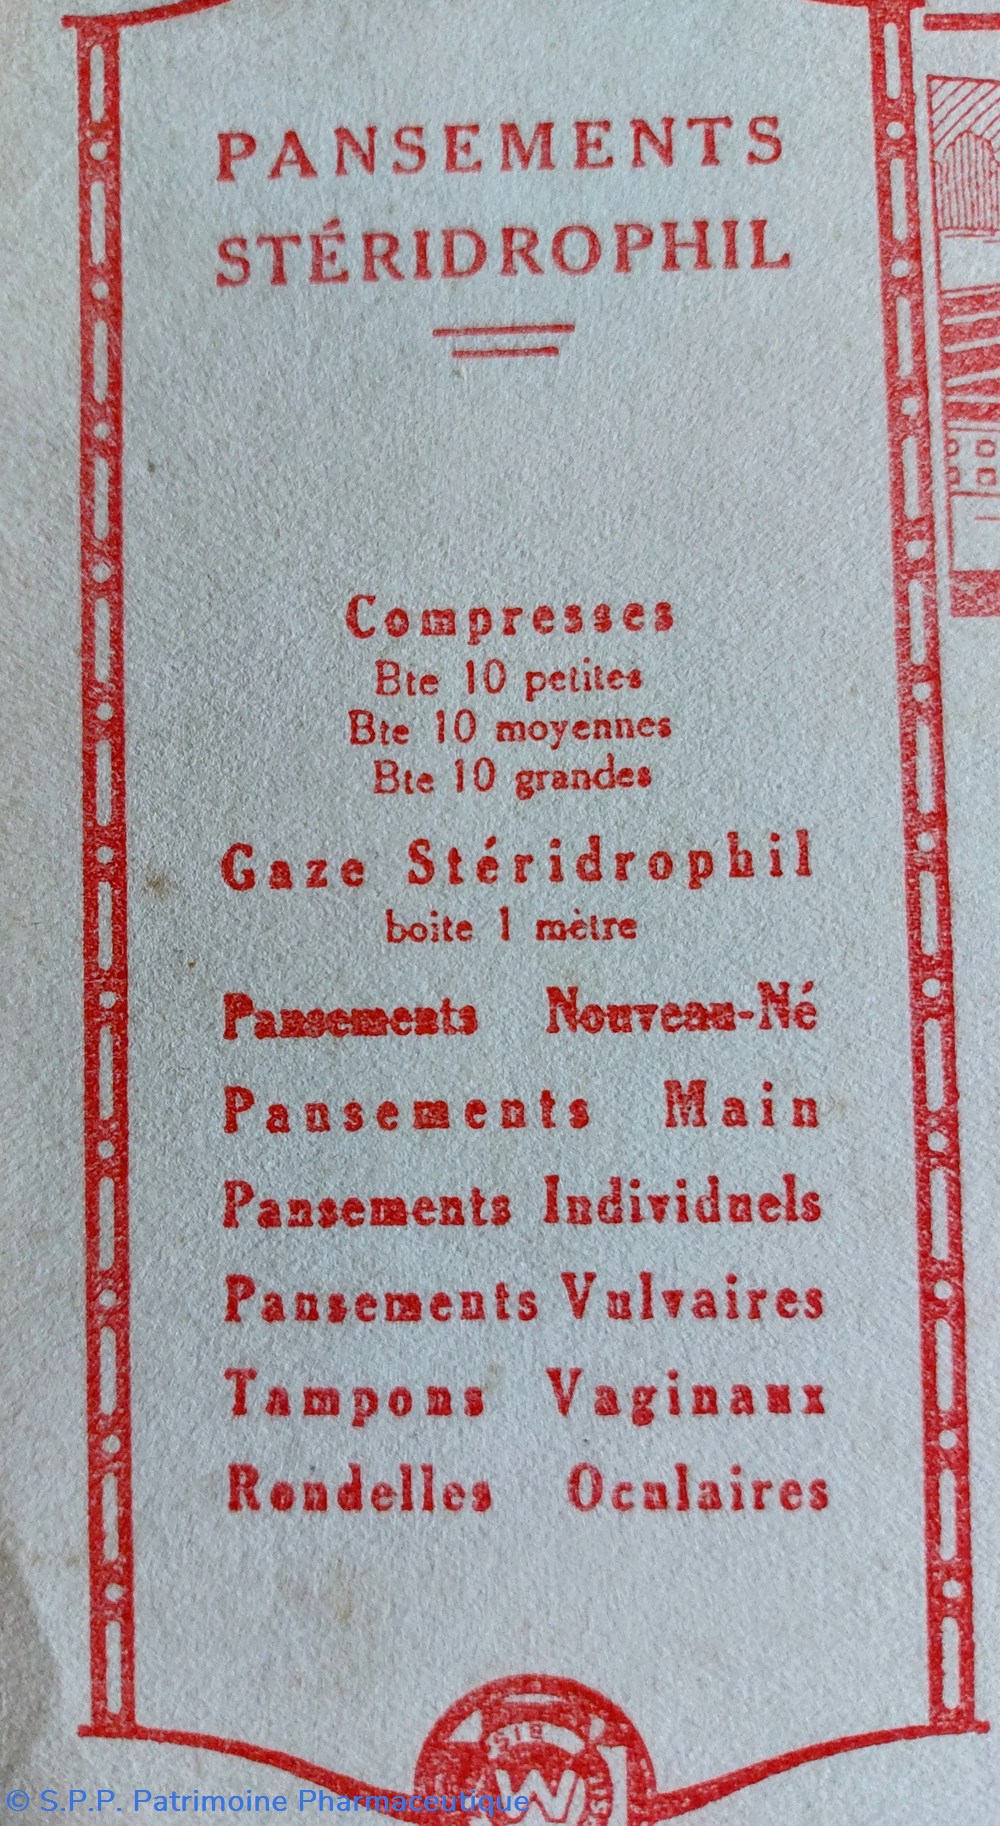 PANSEMENTS
STÉRIDROPHIL
Compresses
Bte 10 petites
Bte 10 moyennes
Bte 10 grandes
Gaze Stéridrophil
boite 1 mètre
Pansements Nouveau-Né
Pansements Main
Pansements Individuels
Pansements Vulvaires
Tampons Vaginaux
Rondelles Oculaires
W
© S.P.P. Patrimoine Pharmaceutique